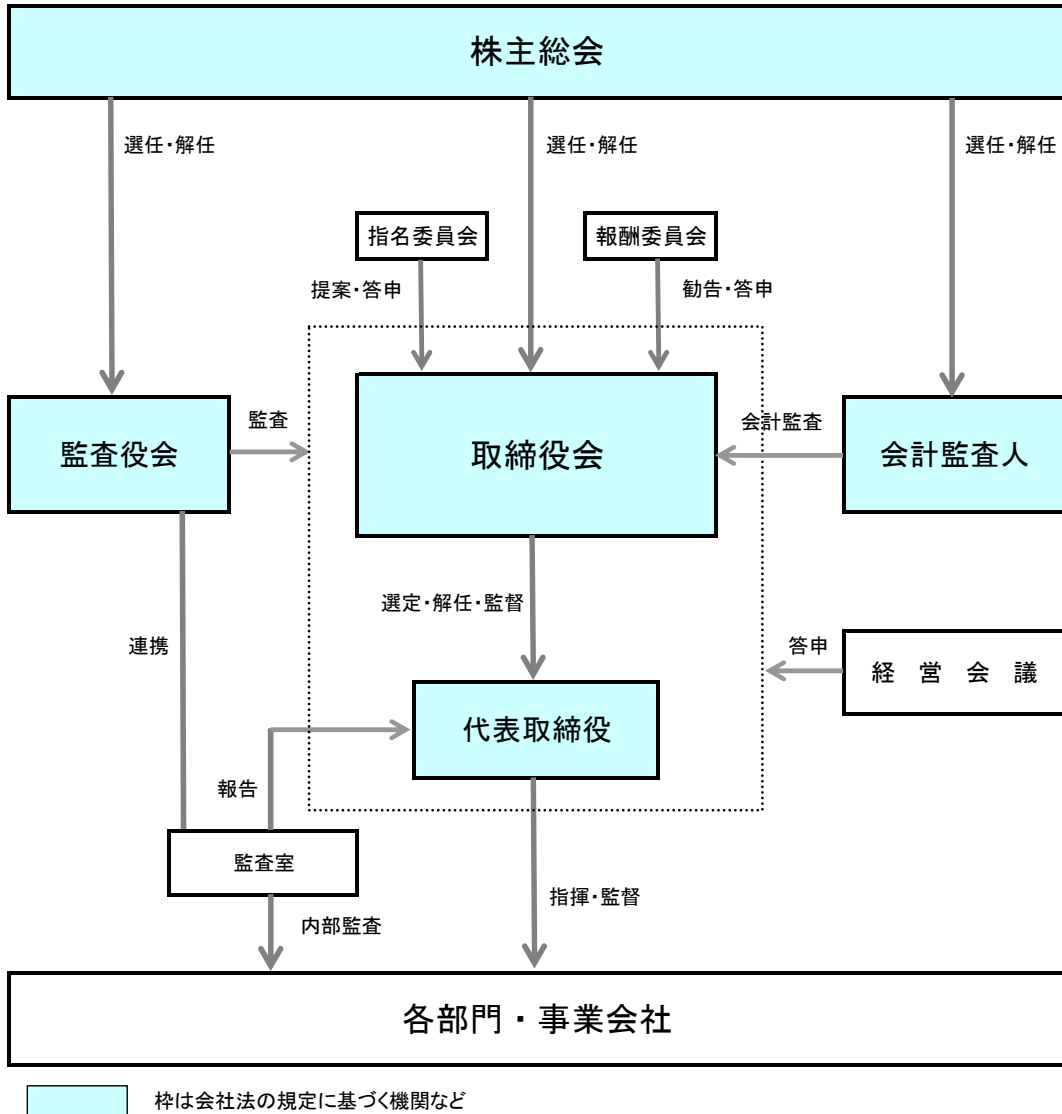 株主総会
選任・解任
選任・解任
選任・解任
指名委員会
報酬委員会
提案・答申
勧告・答申
監査役会
監査
取締役会
会計監査
会計監査人
選定・解任・監督
連携
答申
経 営 会 議
代表取締役
報告
監査室
内部監査
指揮・監督
各部門・事業会社
枠は会社法の規定に基づく機関など